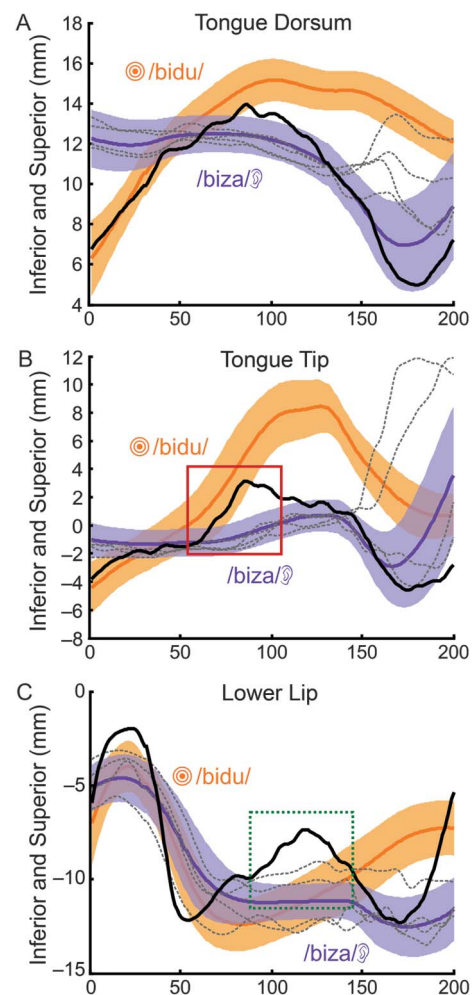 A
Tongue Dorsum
Inferior and Superior (mm)
18
16
14
12
10
8
6
4
/bidu/
/biza/
0
50
100
150
200
B
Tongue Tip
Inferior and Superior (mm)
12
10
8
6
4
2
0
−2
−4
−6
−8
/bidu/
/biza/
0
50
100
150
200
C
Lower Lip
Inferior and Superior (mm)
0
−5
−10
−15
/bidu/
/biza/
0
50
100
150
200